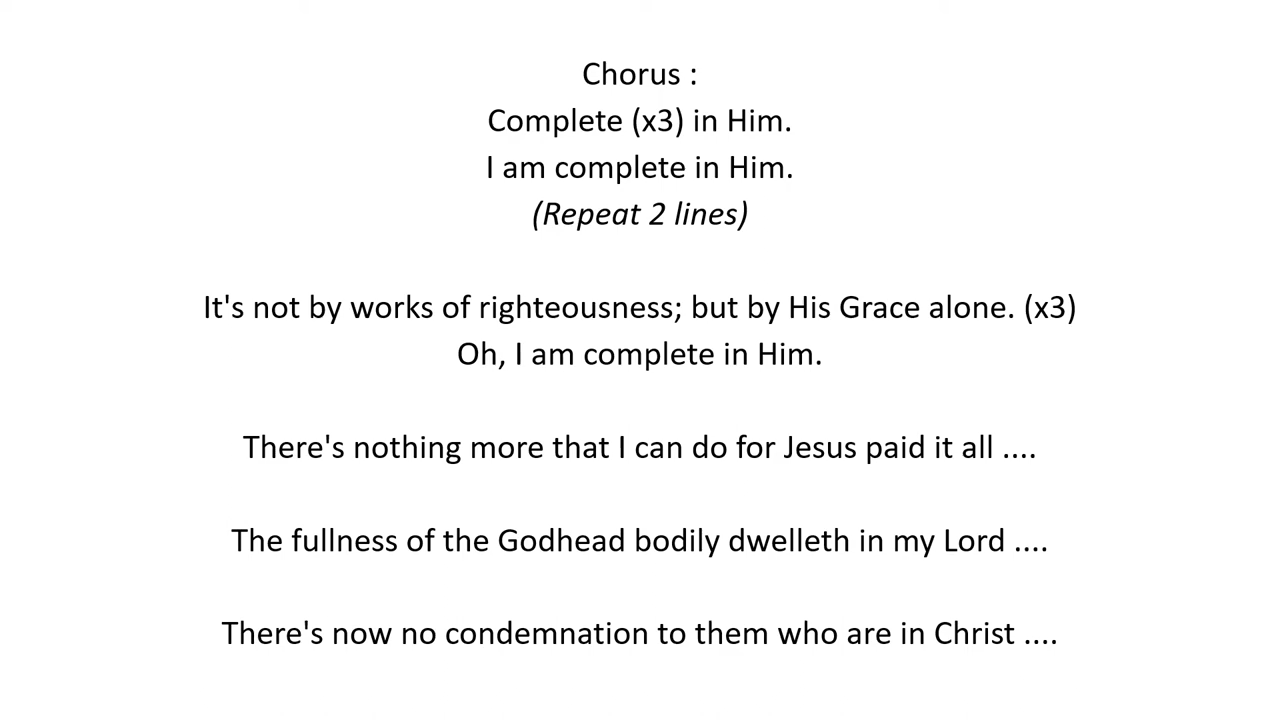 Chorus :
Complete (x3) in Him.
I am complete in Him.
(Repeat 2 lines)
It's not by works of righteousness; but by His Grace alone. (x3)
Oh, I am complete in Him.
There's nothing more that I can do for Jesus paid it all ....
The fullness of the Godhead bodily dwelleth in my Lord ....
There's now no condemnation to them who are in Christ ....